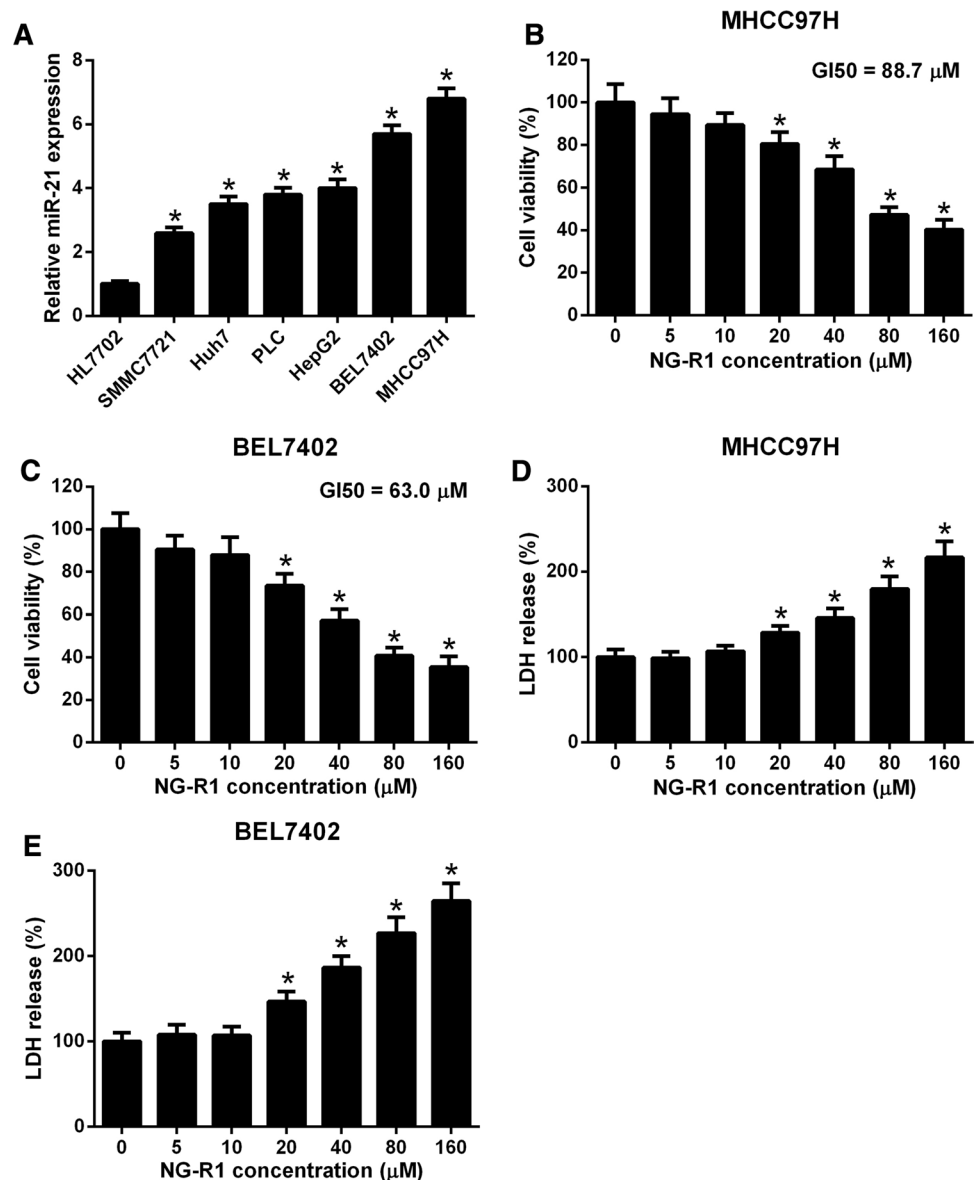 A
Relative miR-21 expression
8
6
4
2
0
* * * * * *
HL7702 SMMC7721 Huh7 PLC HepG2 BEL7402 MHCC97H
B
MHCC97H
GI50 = 88.7 μM
Cell viability (%)
120
100
80
60
40
20
0
* * * *
0 5 10 20 40 80 160
NG-R1 concentration (μM)
C
BEL7402
GI50 = 63.0 μM
Cell viability (%)
120
100
80
60
40
20
0
* * * *
0 5 10 20 40 80 160
NG-R1 concentration (μM)
D
MHCC97H
LDH release (%)
300
200
100
0
* * * *
0 5 10 20 40 80 160
NG-R1 concentration (μM)
E
BEL7402
LDH release (%)
300
200
100
0
* * * *
0 5 10 20 40 80 160
NG-R1 concentration (μM)